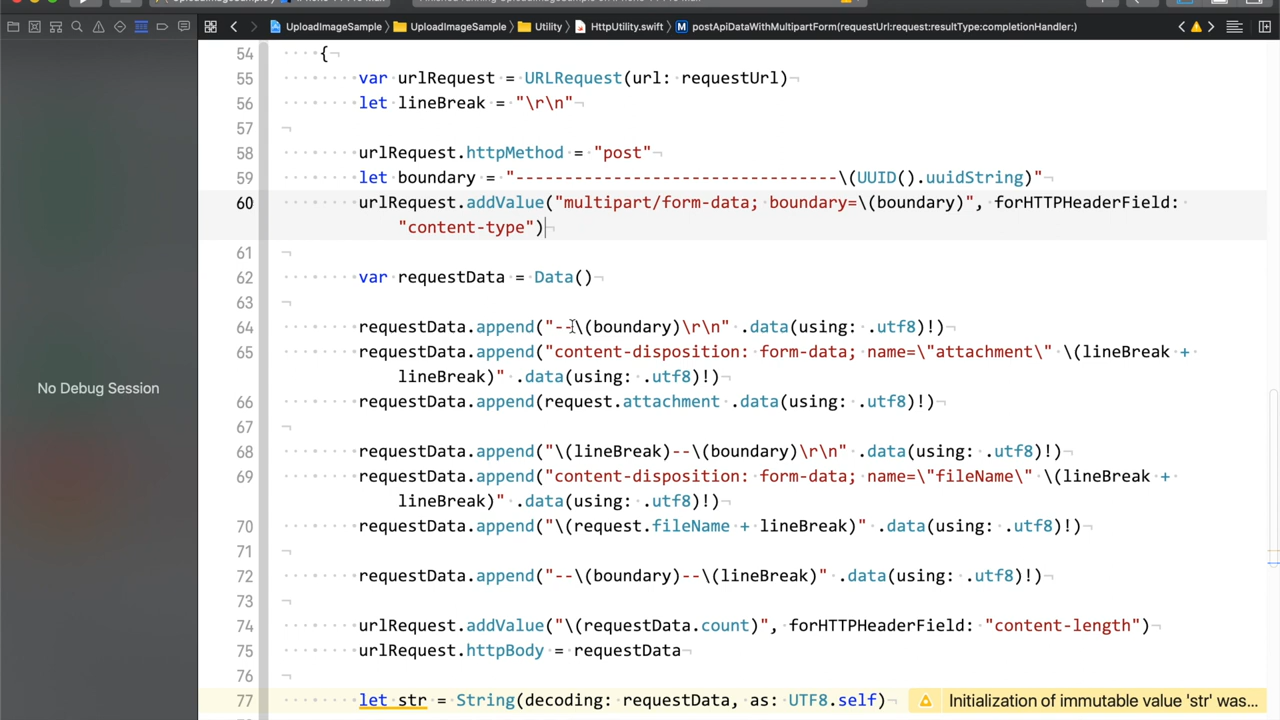 UploadImageSample UploadImageSample Utility HttpUtility.swift M postApiDataWithMultipartForm(requestUrl:request:resultType:completionHandler:)
54 {
55 var urlRequest = URLRequest(url: requestUrl)
56 let lineBreak = "\r\n"
57
58 urlRequest.httpMethod = "post"
59 let boundary = "---------------------------------\(UUID().uuidString)"
60 urlRequest.addValue("multipart/form-data; boundary=\(boundary)", forHTTPHeaderField:
"content-type")
61
62 var requestData = Data()
63
64 requestData.append("--\(boundary)\r\n" .data(using: .utf8)!)
65 requestData.append("content-disposition: form-data; name=\"attachment\" \(lineBreak +
lineBreak)" .data(using: .utf8)!)
66 requestData.append(request.attachment .data(using: .utf8)!)
67
68 requestData.append("\(lineBreak)--\(boundary)\r\n" .data(using: .utf8)!)
69 requestData.append("content-disposition: form-data; name=\"fileName\" \(lineBreak +
lineBreak)" .data(using: .utf8)!)
70 requestData.append("\(request.fileName + lineBreak)" .data(using: .utf8)!)
71
72 requestData.append("--\(boundary)--\(lineBreak)" .data(using: .utf8)!)
73
74 urlRequest.addValue("\(requestData.count)", forHTTPHeaderField: "content-length")
75 urlRequest.httpBody = requestData
76
77 let str = String(decoding: requestData, as: UTF8.self) Initialization of immutable value 'str' was...
No Debug Session